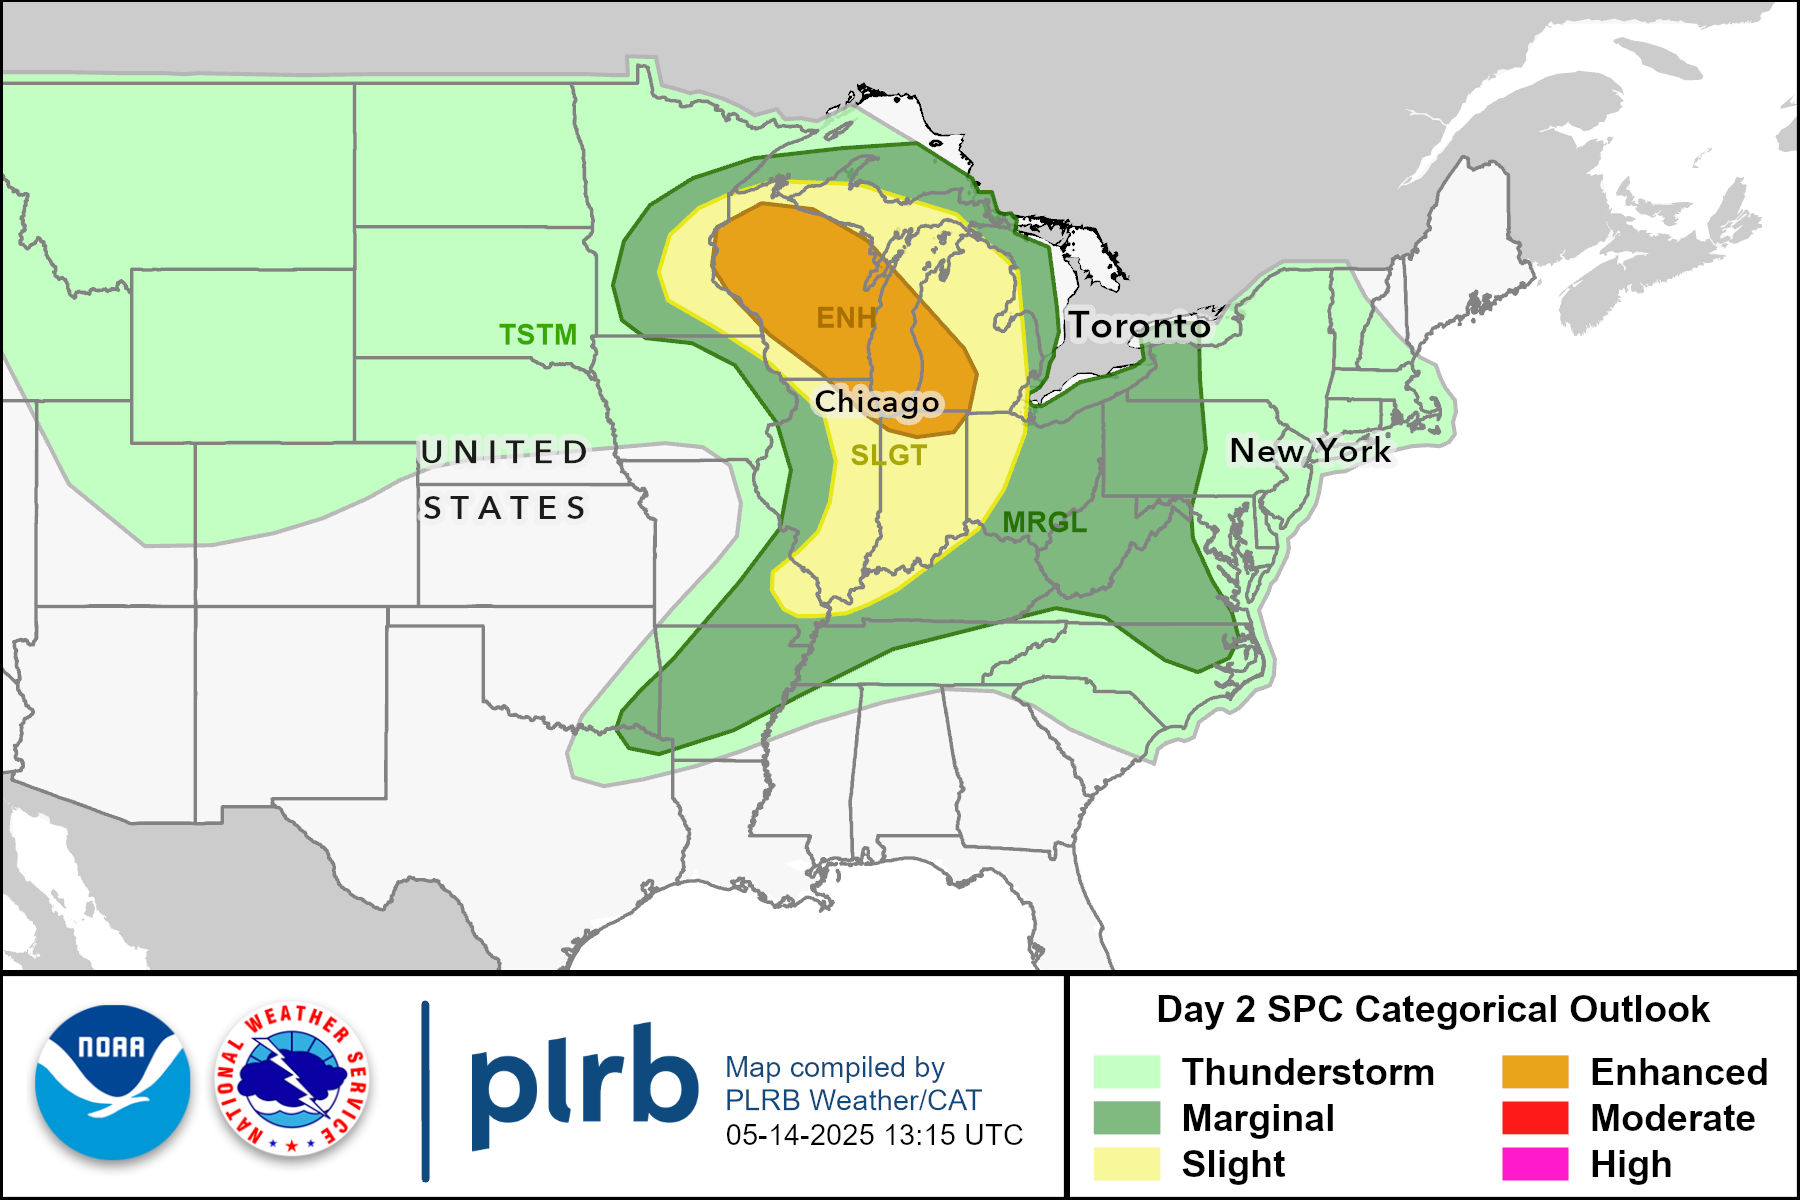 Toronto
TSTM
ENH
Chicago
UNITED
STATES
SLGT
New York
MRGL
NOAA
NATIONAL WEATHER SERVICE
plrb
Map compiled by
PLRB Weather/CAT
05-14-2025 13:15 UTC
Day 2 SPC Categorical Outlook
Thunderstorm
Marginal
Slight
Enhanced
Moderate
High